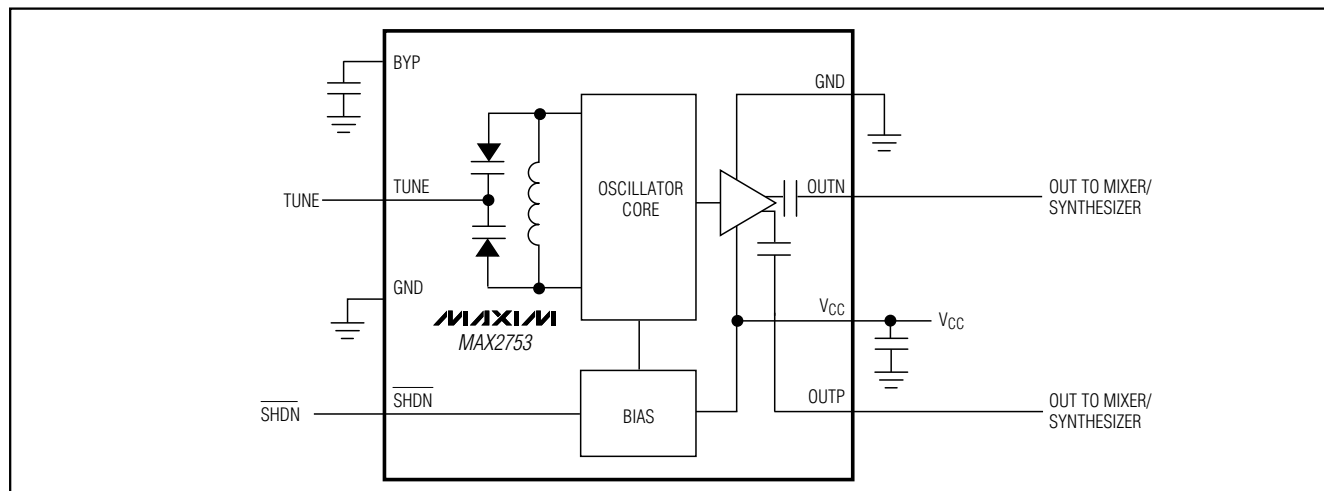 BYP
GND
TUNE
TUNE
OSCILLATOR
CORE
OUTN
OUT TO MIXER/
SYNTHESIZER
GND
MAXIM
MAX2753
VCC
VCC
SHDN
SHDN
BIAS
OUTP
OUT TO MIXER/
SYNTHESIZER